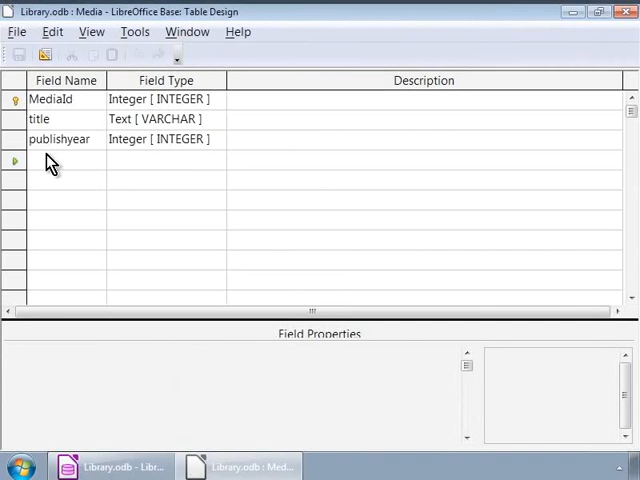 Library.odb : Media - LibreOffice Base: Table Design
File Edit View Tools Window Help
Field Name Field Type Description
MediaId Integer [ INTEGER ]
title Text [ VARCHAR ]
publishyear Integer [ INTEGER ]
Field Properties
Library.odb - Libr... Library.odb : Med...